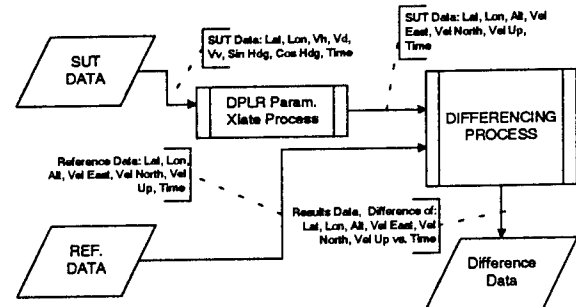 SUT Data: Lat, Lon, Vh, Vd,
Vv, Sin Hdg, Cos Hdg, Time
SUT Data: Lat, Lon, Alt, Vel
East, Vel North, Vel Up,
Time
SUT
DATA
DPLR Param.
Xlate Process
DIFFERENCING
PROCESS
Reference Data: Lat, Lon,
Alt, Vel East, Vel North, Vel
Up, Time
Results Data, Difference of:
Lat, Lon, Alt, Vel East, Vel
North, Vel Up vs. Time
REF.
DATA
Difference
Data